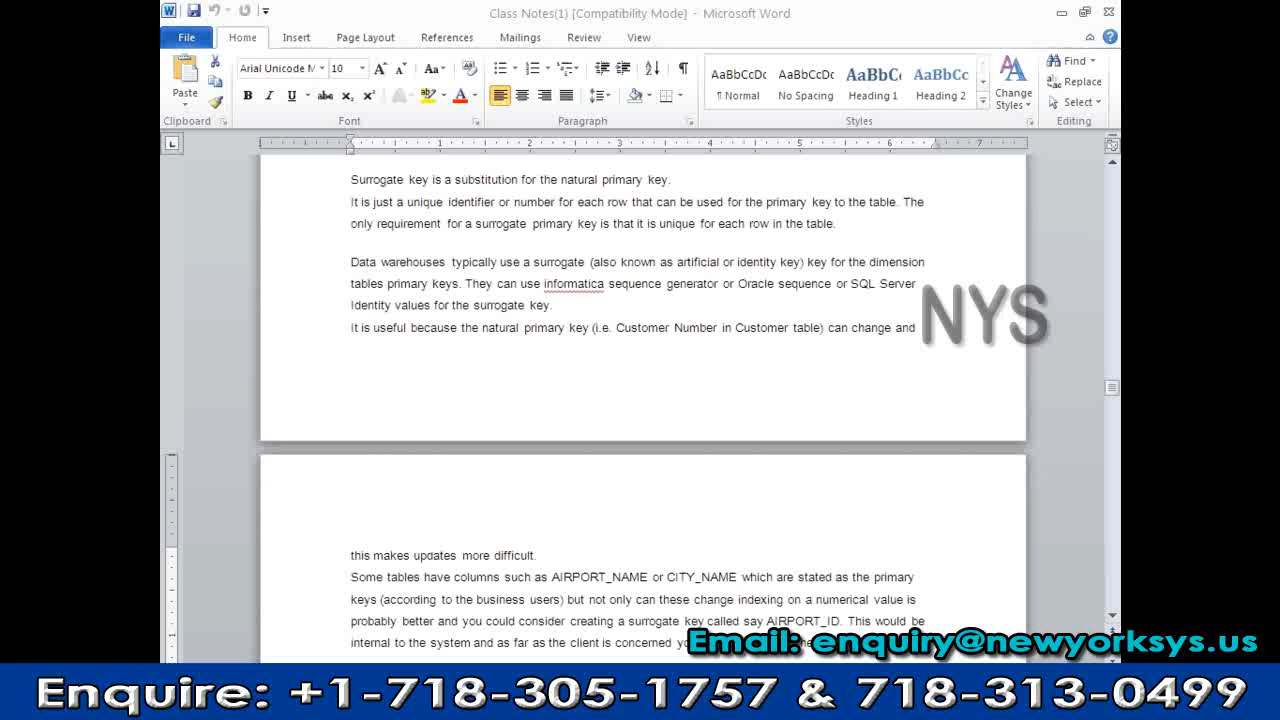 Class Notes(1) [Compatibility Mode] - Microsoft Word
File Home Insert Page Layout References Mailings Review View
Arial Unicode M 10
Paste
AaBbCcDc AaBbCcDc AaBbCc AaBbCc
¶ Normal No Spacing Heading 1 Heading 2
Change Styles
Find
Replace
Select
Clipboard Font Paragraph Styles Editing
1 1 2 3 4 5 6 7
Surrogate key is a substitution for the natural primary key.
It is just a unique identifier or number for each row that can be used for the primary key to the table. The
only requirement for a surrogate primary key is that it is unique for each row in the table.
Data warehouses typically use a surrogate (also known as artificial or identity key) key for the dimension
tables primary keys. They can use informatica sequence generator or Oracle sequence or SQL Server
Identity values for the surrogate key.
It is useful because the natural primary key (i.e. Customer Number in Customer table) can change and
NYS
this makes updates more difficult.
Some tables have columns such as AIRPORT_NAME or CITY_NAME which are stated as the primary
keys (according to the business users) but not only can these change indexing on a numerical value is
probably better and you could consider creating a surrogate key called say AIRPORT_ID. This would be
internal to the system and as far as the client is concerned
Email: enquiry@newyorksys.us
Enquire: +1-718-305-1757 & 718-313-0499